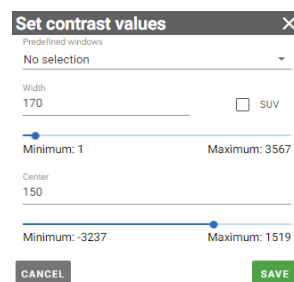 Set contrast values
Predefined windows
No selection
Width
170
SUV
Minimum: 1 Maximum: 3567
Center
150
Minimum: -3237 Maximum: 1519
CANCEL SAVE